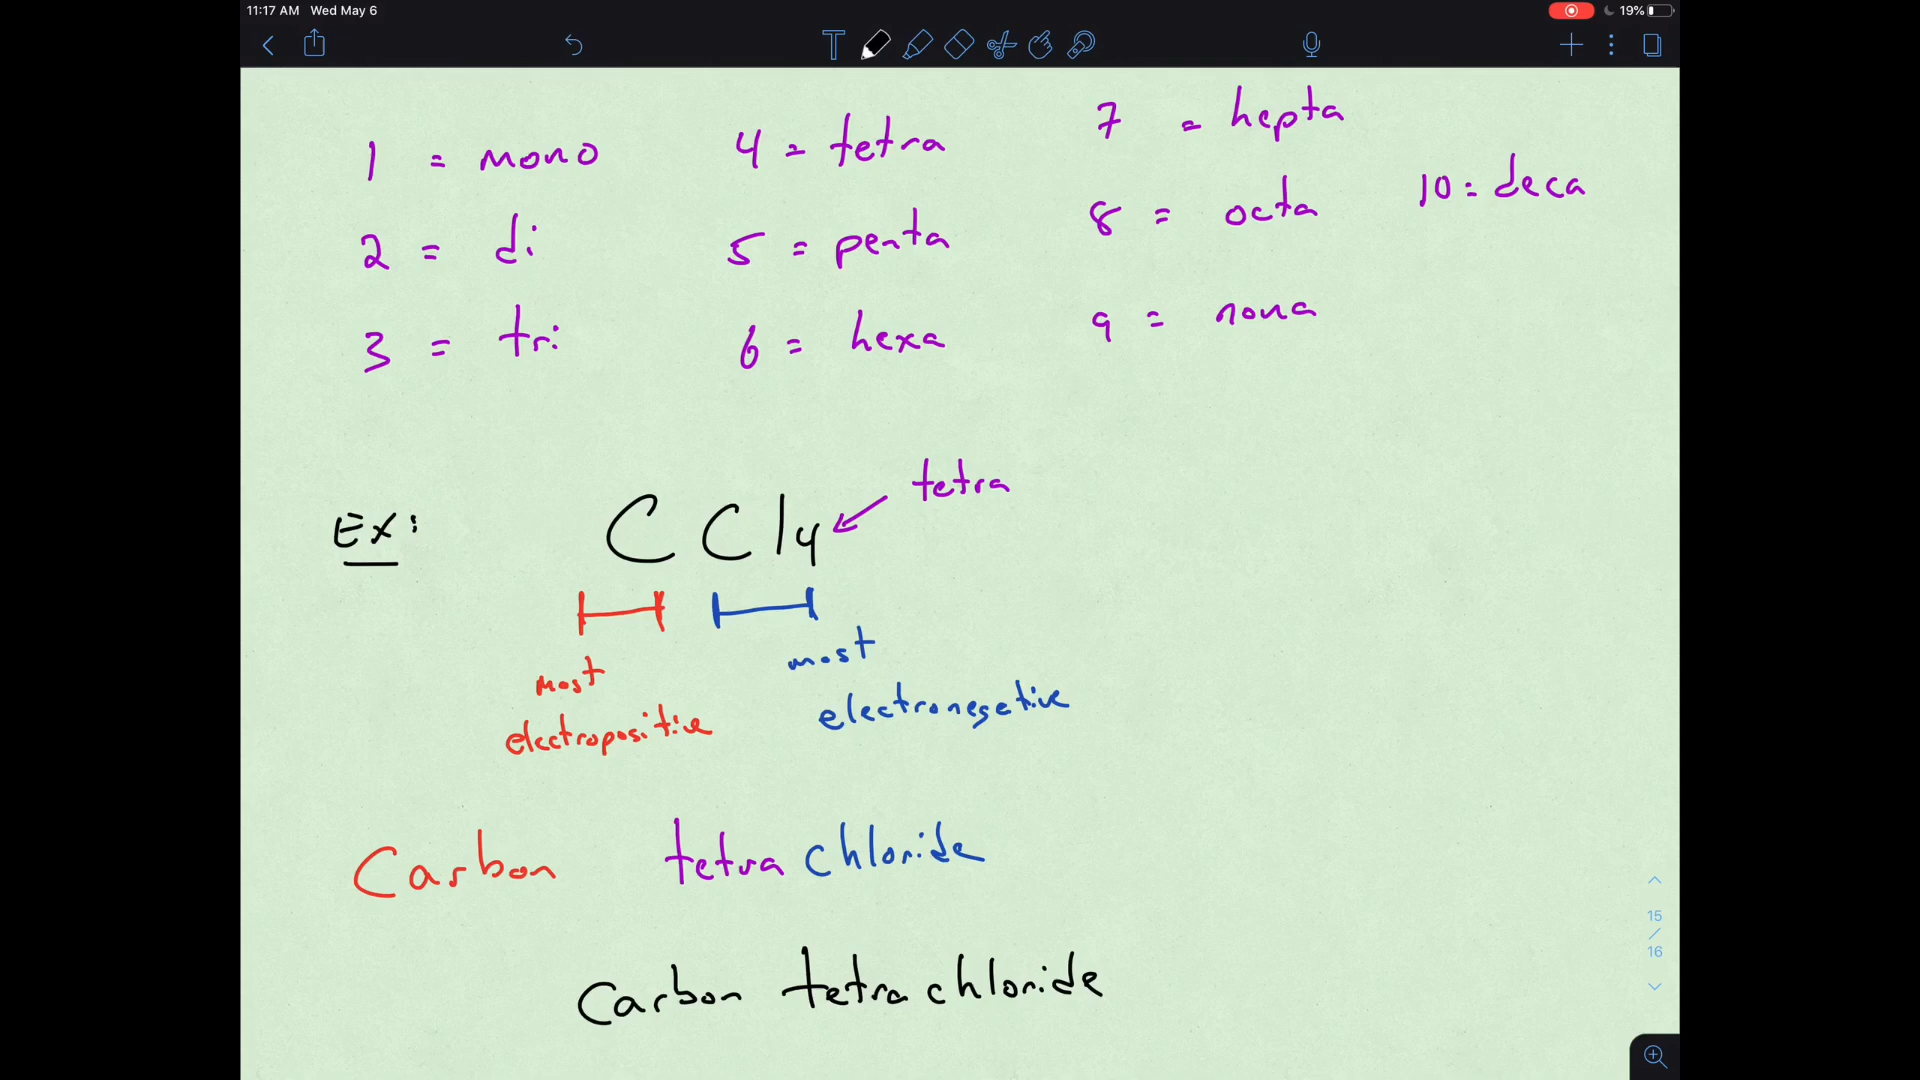 11:17 AM Wed May 6
19%
1 = mono
2 = di
3 = tri
4 = tetra
5 = penta
6 = hexa
7 = hepta
8 = octa
9 = nona
10 = deca
Ex:
CCl4
tetra
most
electropositive
most
electronegative
Carbon tetrachloride
Carbon tetrachloride
15
/
16